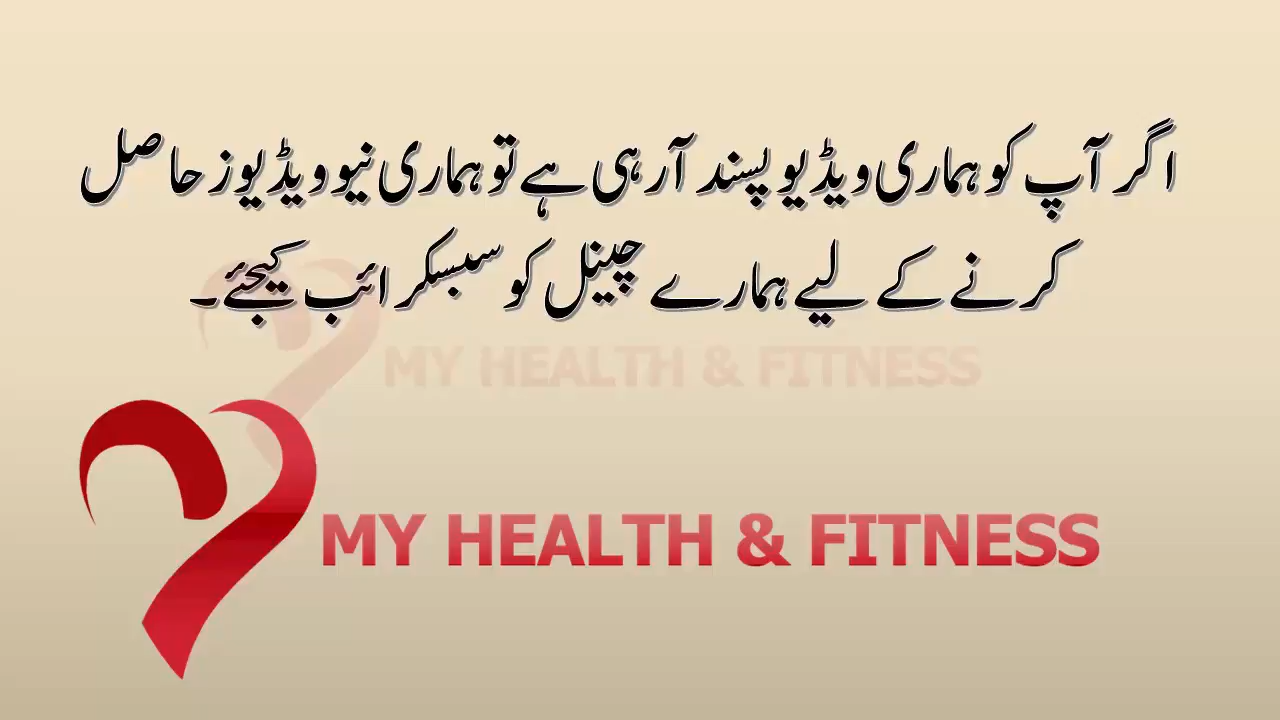 اگر آپ کو ہماری ویڈیو پسند آرہی ہے تو ہماری نیو ویڈیوز حاصل
کرنے کے لیے ہمارے چینل کو سبسکرائب کیجئے۔
MY HEALTH & FITNESS
MY HEALTH & FITNESS